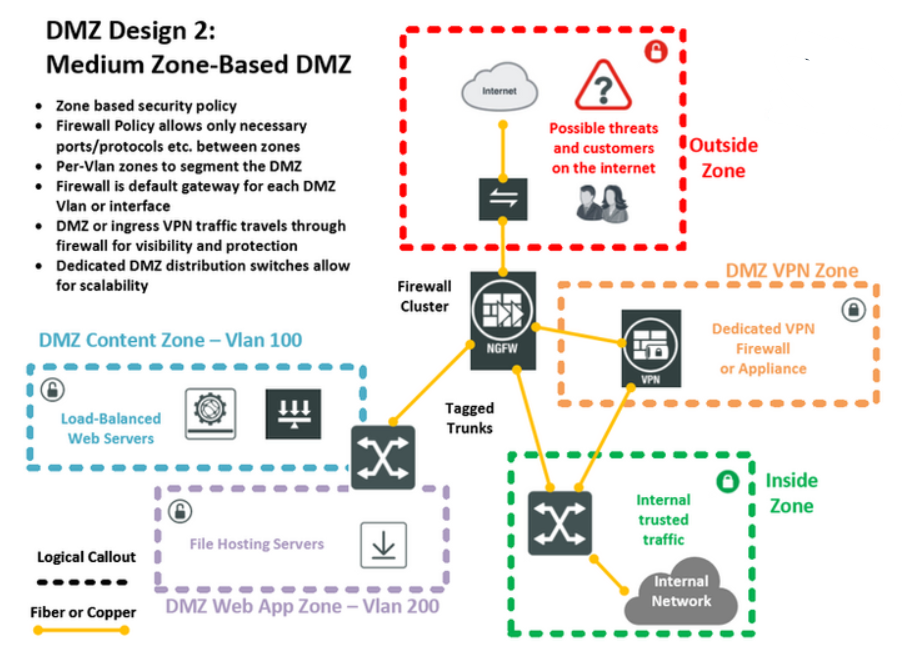 DMZ Design 2:
Medium Zone-Based DMZ
• Zone based security policy
• Firewall Policy allows only necessary
ports/protocols etc. between zones
• Per-Vlan zones to segment the DMZ
• Firewall is default gateway for each DMZ
Vlan or interface
• DMZ or ingress VPN traffic travels through
firewall for visibility and protection
• Dedicated DMZ distribution switches allow
for scalability
Internet
?
Possible threats
and customers
on the internet
Outside
Zone
Firewall
Cluster
NGFW
DMZ VPN Zone
VPN
Dedicated VPN
Firewall
or Appliance
DMZ Content Zone – Vlan 100
Load-Balanced
Web Servers
Tagged
Trunks
File Hosting Servers
DMZ Web App Zone – Vlan 200
Internal
trusted
traffic
Inside
Zone
Internal
Network
Logical Callout
Fiber or Copper